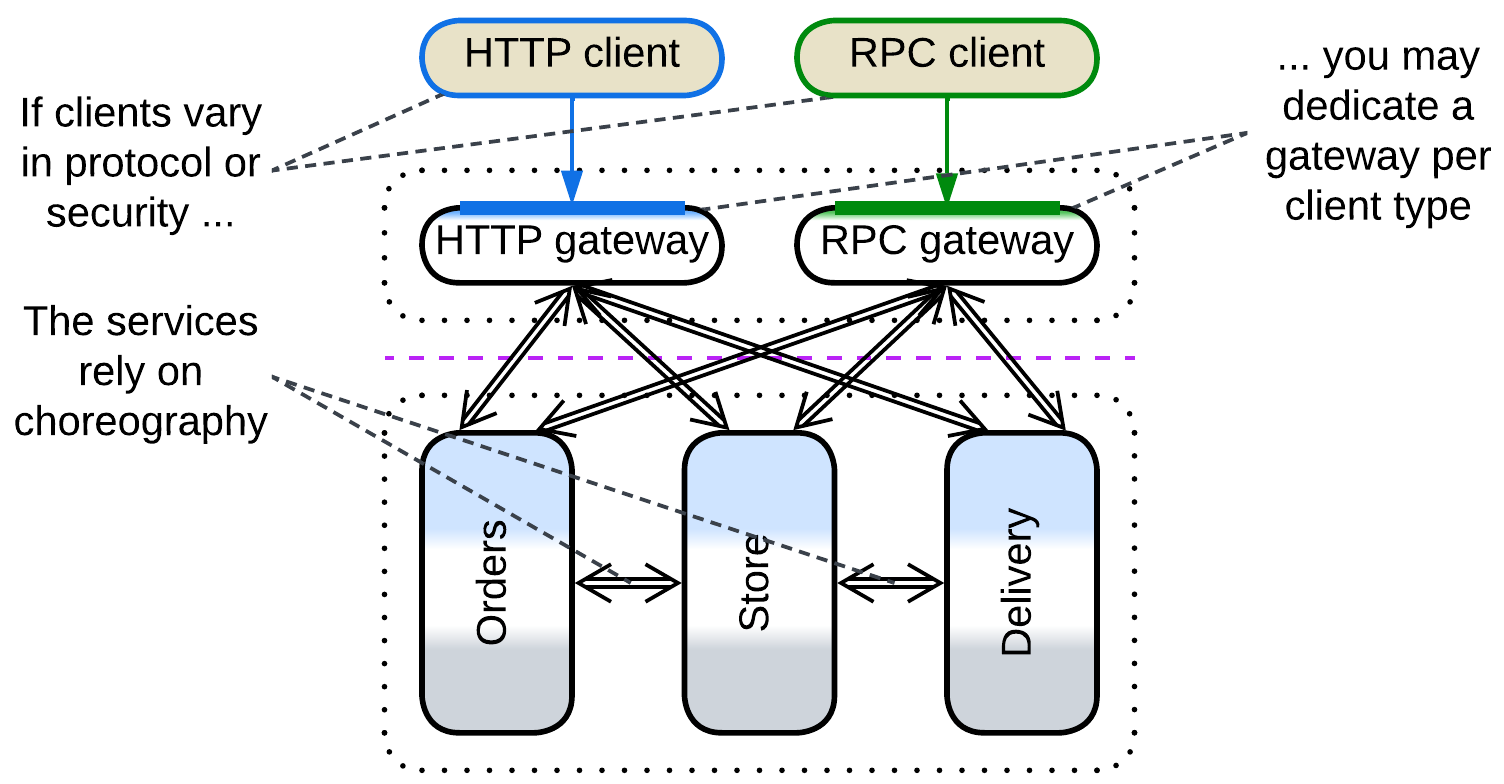 HTTP client
RPC client
If clients vary
in protocol or
security ...
... you may
dedicate a
gateway per
client type
HTTP gateway
RPC gateway
The services
rely on
choreography
Orders
Store
Delivery